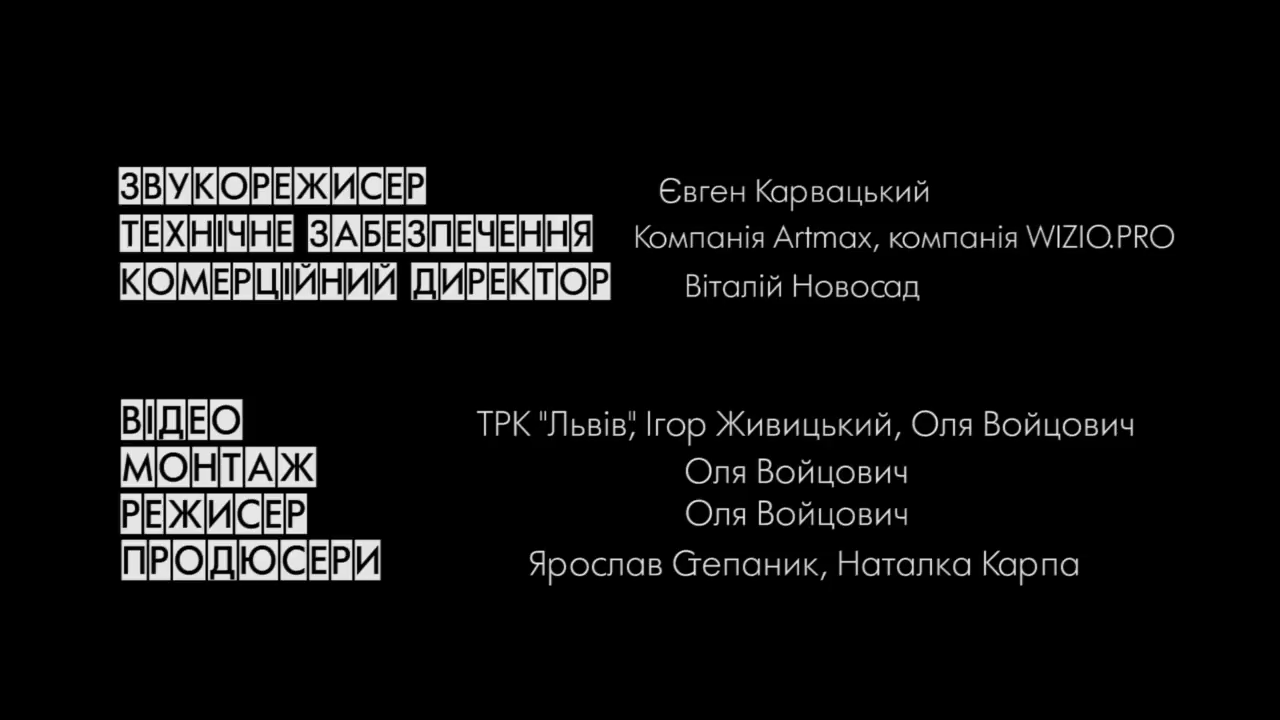 ЗВУКОРЕЖИСЕР Євген Карвацький
ТЕХНІЧНЕ ЗАБЕЗПЕЧЕННЯ Компанія Artmax, компанія WIZIO.PRO
КОМЕРЦІЙНИЙ ДИРЕКТОР Віталій Новосад
ВІДЕО ТРК "Львів", Ігор Живицький, Оля Войцович
МОНТАЖ Оля Войцович
РЕЖИСЕР Оля Войцович
ПРОДЮСЕРИ Ярослав Степаник, Наталка Карпа